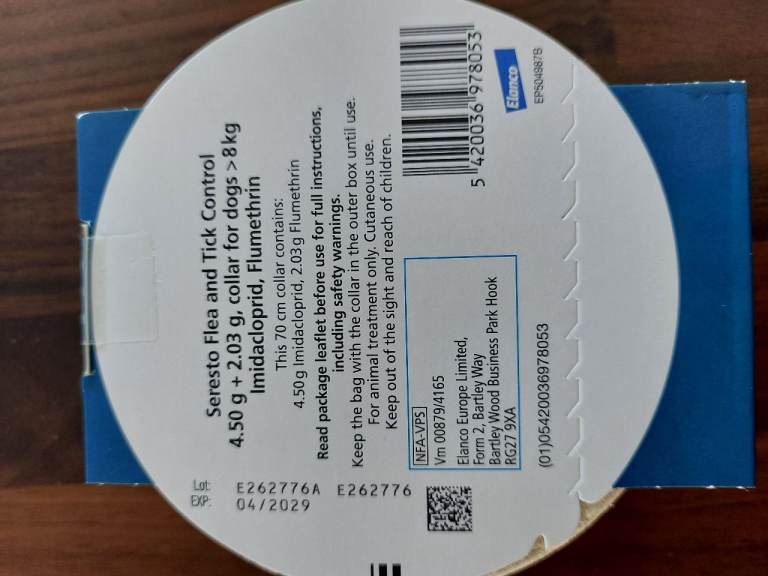 Seresto Flea and Tick Control
4.50 g + 2.03 g, collar for dogs >8kg
Imidacloprid, Flumethrin
This 70 cm collar contains:
4.50g Imidacloprid, 2.03g Flumethrin
Read package leaflet before use for full instructions,
including safety warnings.
Keep the bag with the collar in the outer box until use.
For animal treatment only. Cutaneous use.
Keep out of the sight and reach of children.
Lot: E262776A E262776
EXP: 04/2029
NFA-VPS
Vm 00879/4165
Elanco Europe Limited,
Form 2, Bartley Way
Bartley Wood Business Park Hook
RG27 9XA
5 420036 978053
Elanco
EP504987B
(01)05420036978053